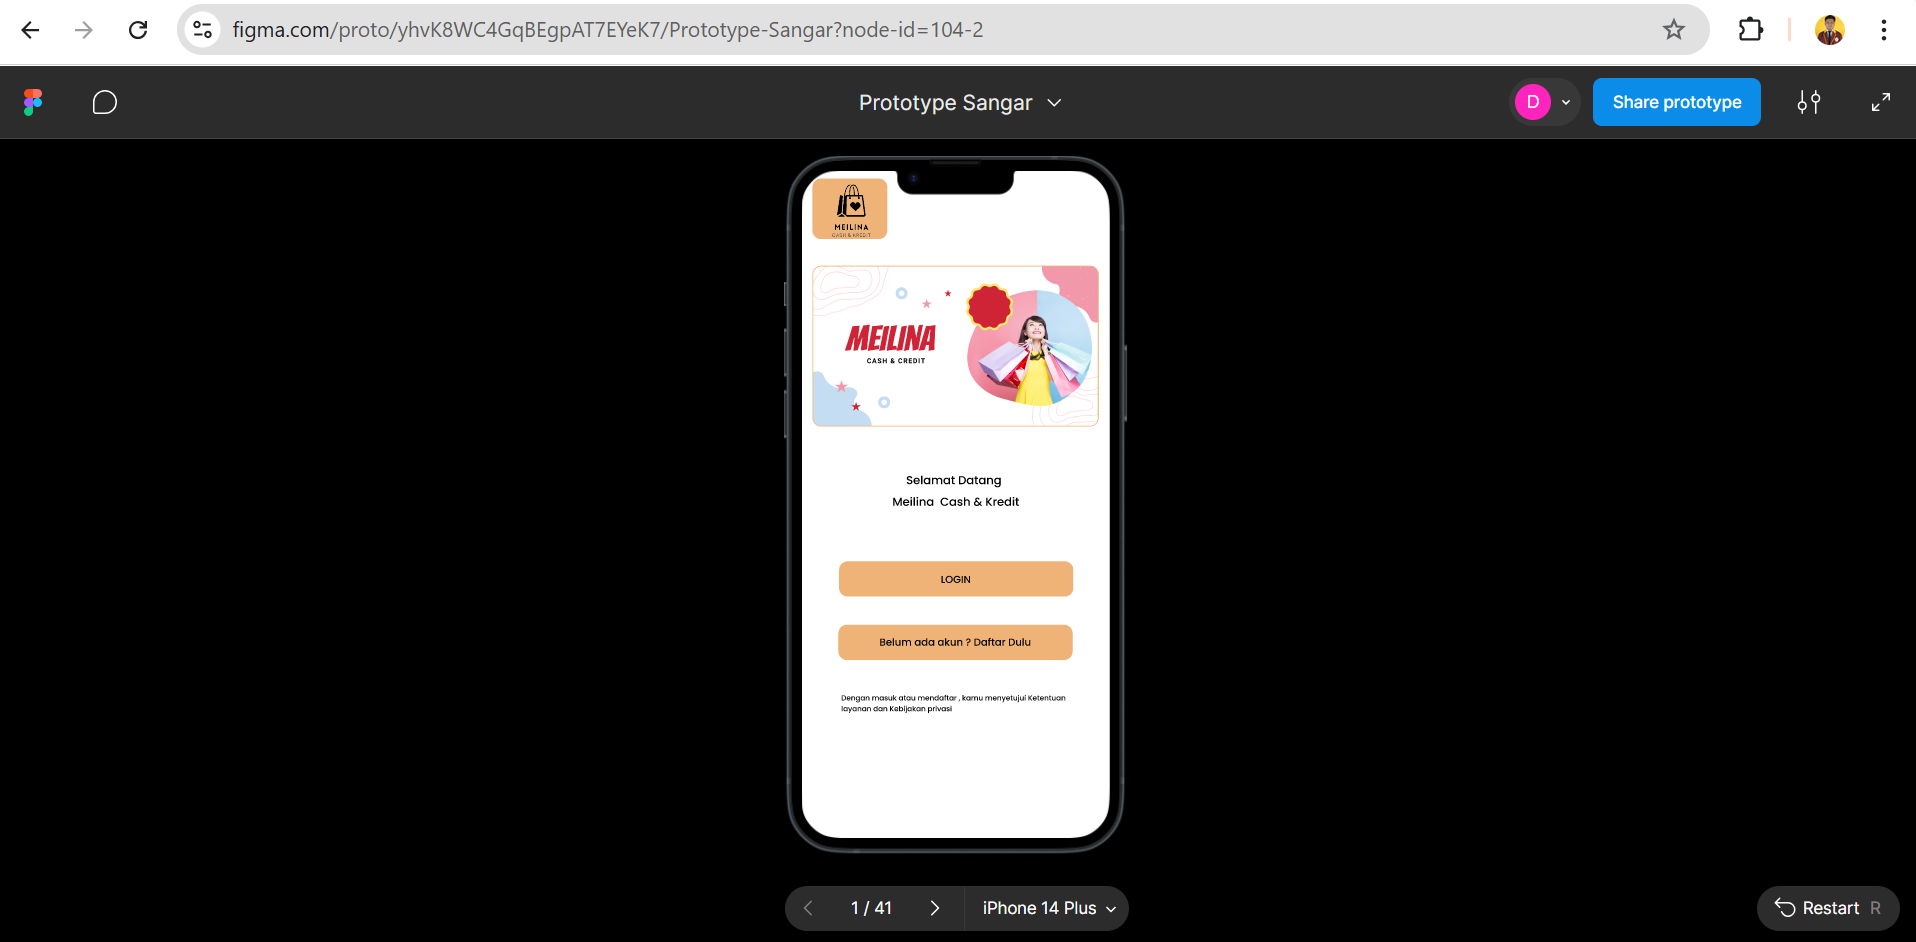 figma.com/proto/yhvK8WC4GqBEgpAT7EYeK7/Prototype-Sangar?node-id=104-2
Prototype Sangar
D
Share prototype
MEILINA
CASH & KREDIT
MEILINA
CASH & CREDIT
Selamat Datang
Meilina Cash & Kredit
LOGIN
Belum ada akun ? Daftar Dulu
Dengan masuk atau mendaftar , kamu menyetujui Ketentuan
layanan dan Kebijakan privasi
1 / 41
iPhone 14 Plus
Restart R